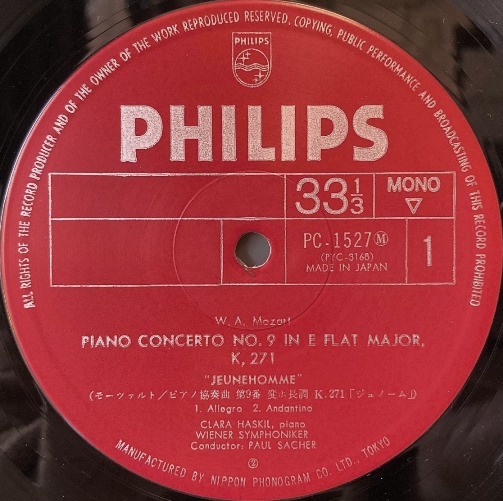 ALL RIGHTS OF THE RECORD PRODUCER AND OF THE OWNER OF THE WORK REPRODUCED RESERVED. COPYING, PUBLIC PERFORMANCE AND BROADCASTING OF THIS RECORD PROHIBITED
PHILIPS
PHILIPS
33 1/3
MONO
▽
PC-1527 Ⓜ
(PYC-3168)
MADE IN JAPAN
1
W. A. Mozart
PIANO CONCERTO NO. 9 IN E FLAT MAJOR,
K, 271
"JEUNEHOMME"
(モーツァルト/ピアノ協奏曲 第9番 変ホ長調 K.271「ジュノーム」)
1. Allegro 2. Andantino
CLARA HASKIL, piano
WIENER SYMPHONIKER
Conductor: PAUL SACHER
②
MANUFACTURED BY NIPPON PHONOGRAM CO. LTD., TOKYO